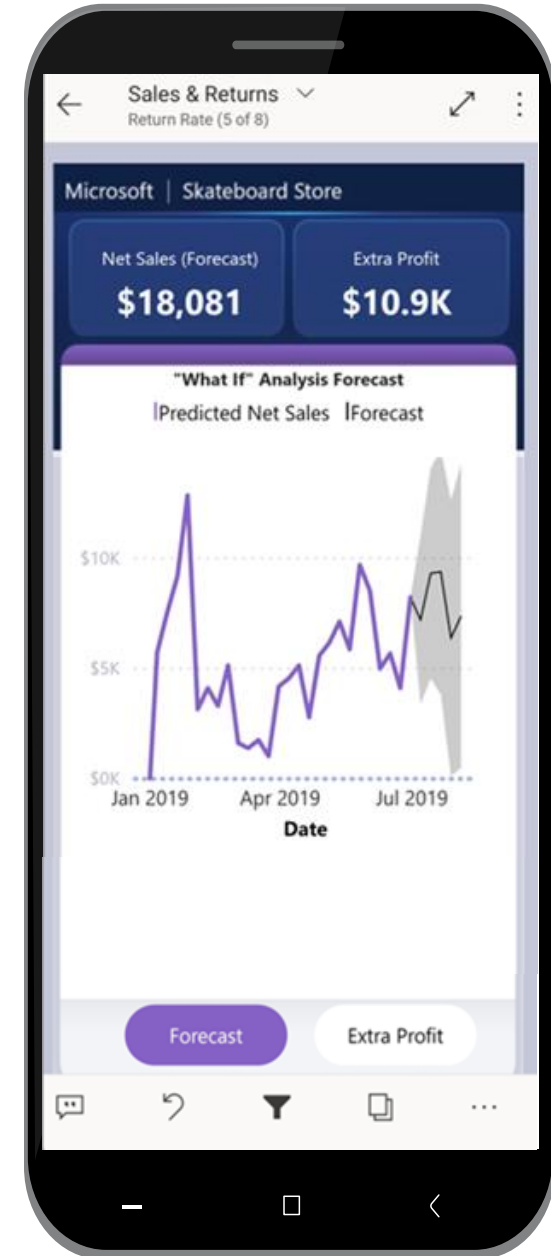 Sales & Returns
Return Rate (5 of 8)
Microsoft | Skateboard Store
Net Sales (Forecast) Extra Profit
$18,081 $10.9K
"What If" Analysis Forecast
Predicted Net Sales Forecast
$10K
$5K
$0K
Jan 2019 Apr 2019 Jul 2019
Date
Forecast Extra Profit